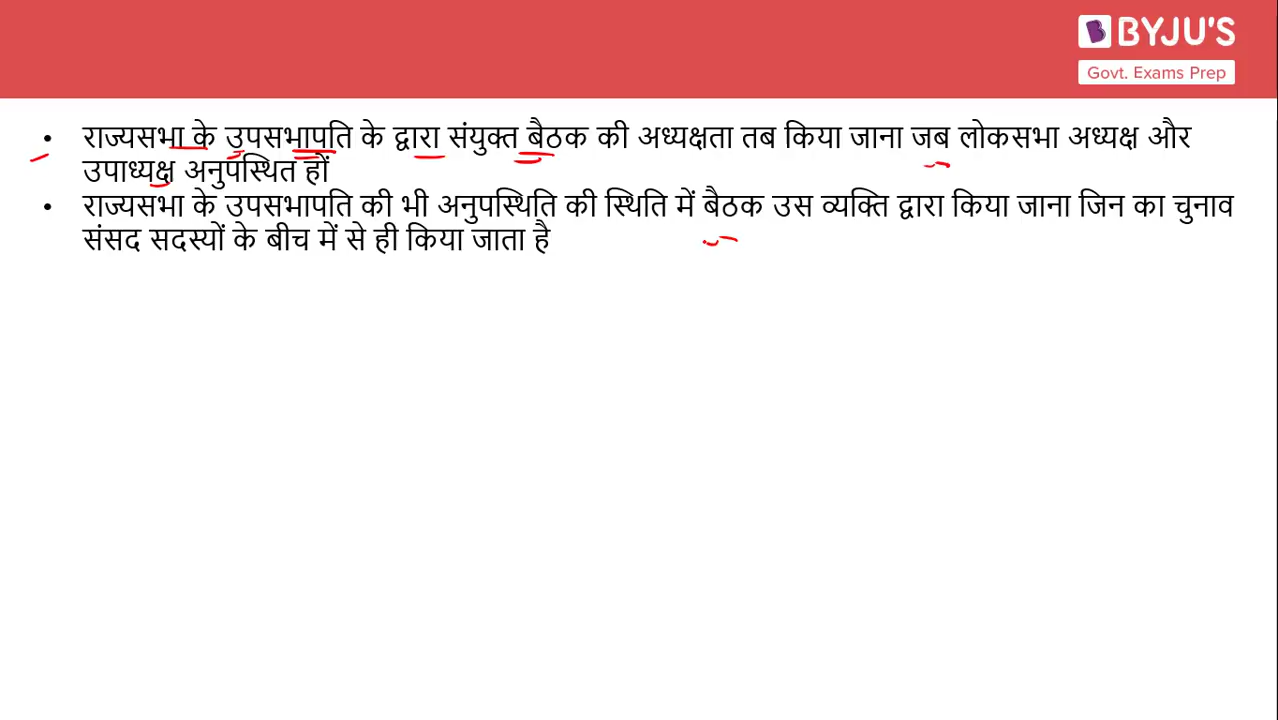 BYJU'S
Govt. Exams Prep
• राज्यसभा के उपसभापति के द्वारा संयुक्त बैठक की अध्यक्षता तब किया जाना जब लोकसभा अध्यक्ष और
उपाध्यक्ष अनुपस्थित हों
• राज्यसभा के उपसभापति की भी अनुपस्थिति की स्थिति में बैठक उस व्यक्ति द्वारा किया जाना जिन का चुनाव
संसद सदस्यों के बीच में से ही किया जाता है